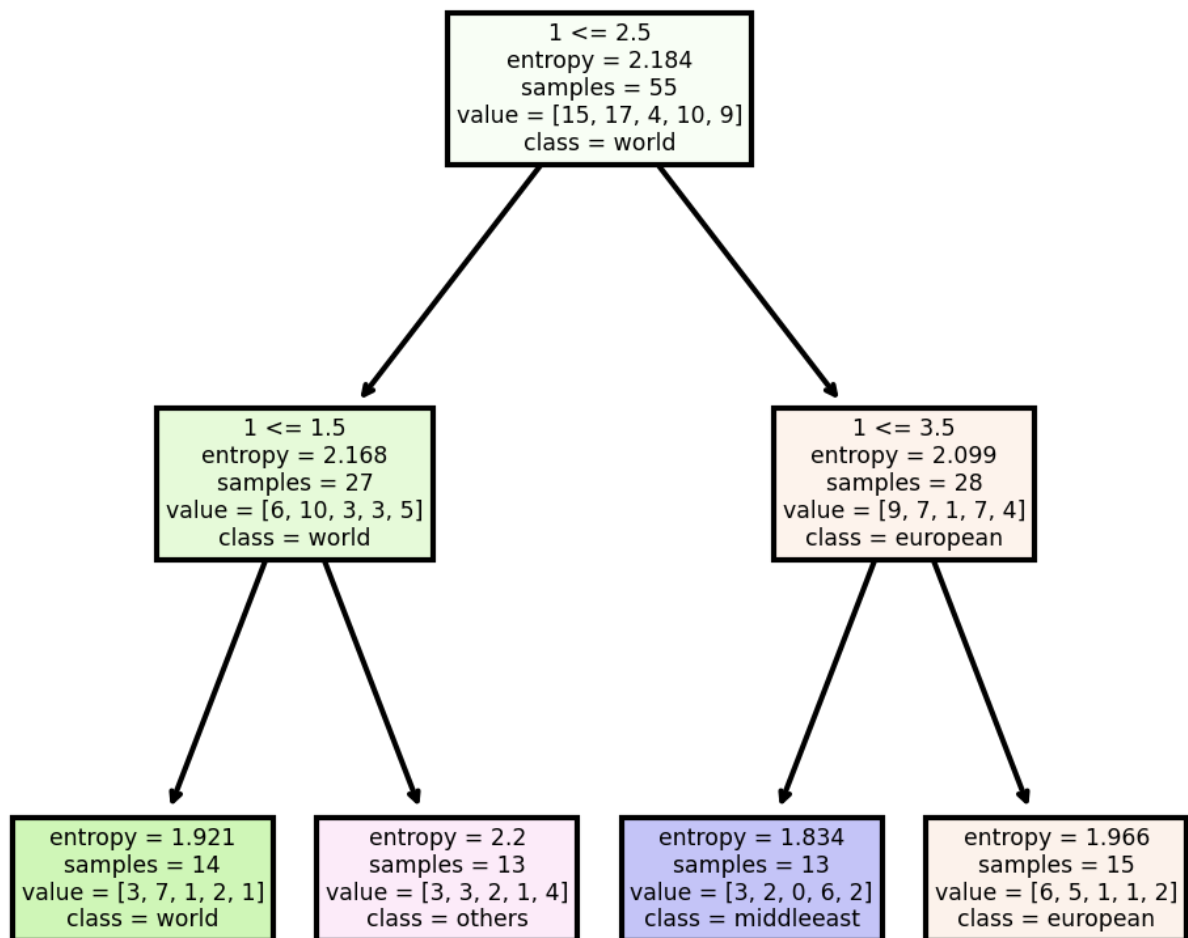 1 <= 2.5
entropy = 2.184
samples = 55
value = [15, 17, 4, 10, 9]
class = world
1 <= 1.5
entropy = 2.168
samples = 27
value = [6, 10, 3, 3, 5]
class = world
1 <= 3.5
entropy = 2.099
samples = 28
value = [9, 7, 1, 7, 4]
class = european
entropy = 1.921
samples = 14
value = [3, 7, 1, 2, 1]
class = world
entropy = 2.2
samples = 13
value = [3, 3, 2, 1, 4]
class = others
entropy = 1.834
samples = 13
value = [3, 2, 0, 6, 2]
class = middleeast
entropy = 1.966
samples = 15
value = [6, 5, 1, 1, 2]
class = european